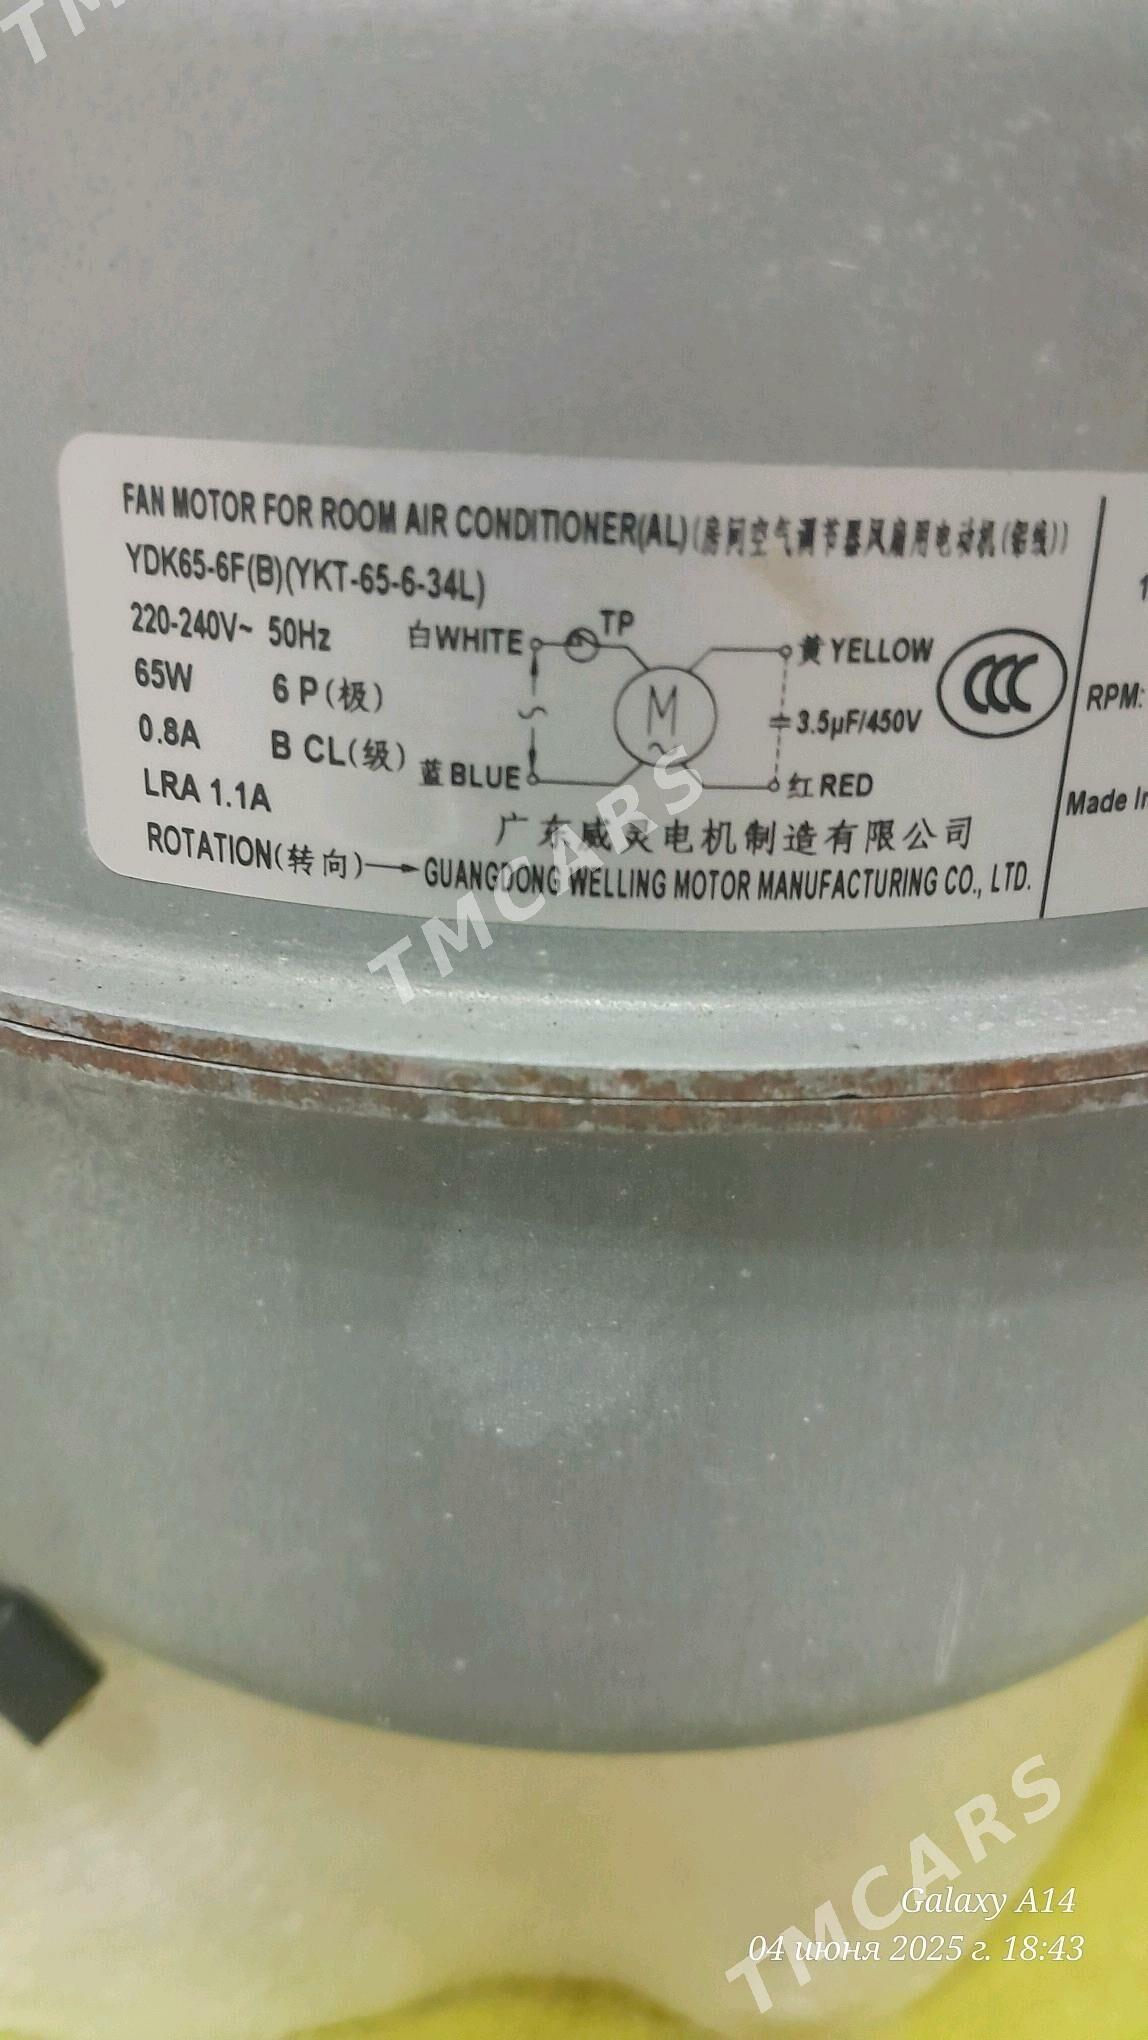 FAN MOTOR FOR ROOM AIR CONDITIONER(AL)(房间空气调节器风扇用电动机(铝线))
YDK65-6F(B)(YKT-65-6-34L)
220-240V~ 50Hz
65W 6 P(极)
0.8A B CL(级)
LRA 1.1A
ROTATION(转向)
白WHITE
TP
黄YELLOW
M
~
3.5μF/450V
蓝BLUE
红RED
CCC
广东威灵电机制造有限公司
GUANGDONG WELLING MOTOR MANUFACTURING CO., LTD.
RPM:
Made
TMCARS
TMCARS
Galaxy A14
04 июня 2025 г. 18:43